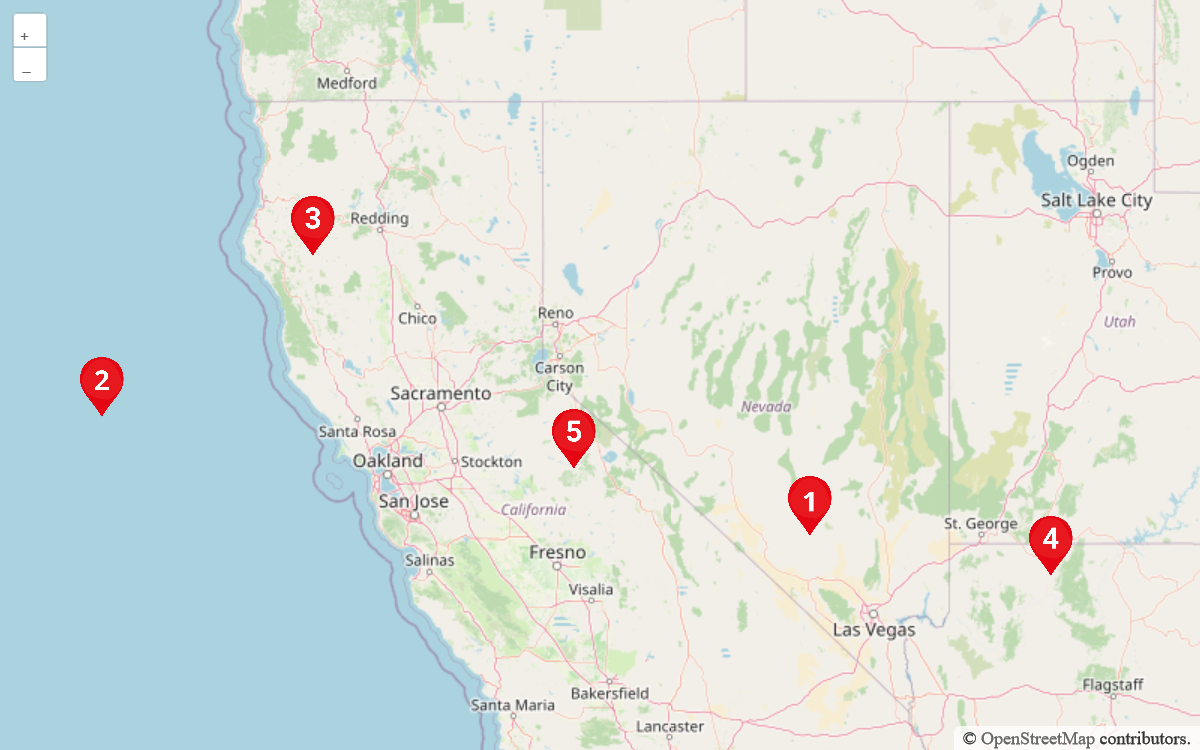 +
–
Medford
Ogden
Salt Lake City
3
Redding
Provo
Reno
Chico
Utah
2
Carson
City
Sacramento
Nevada
5
Santa Rosa
Oakland
Stockton
1
San Jose
California
St. George
4
Fresno
Salinas
Visalia
Las Vegas
Flagstaff
Bakersfield
Santa Maria
Lancaster
© OpenStreetMap contributors.